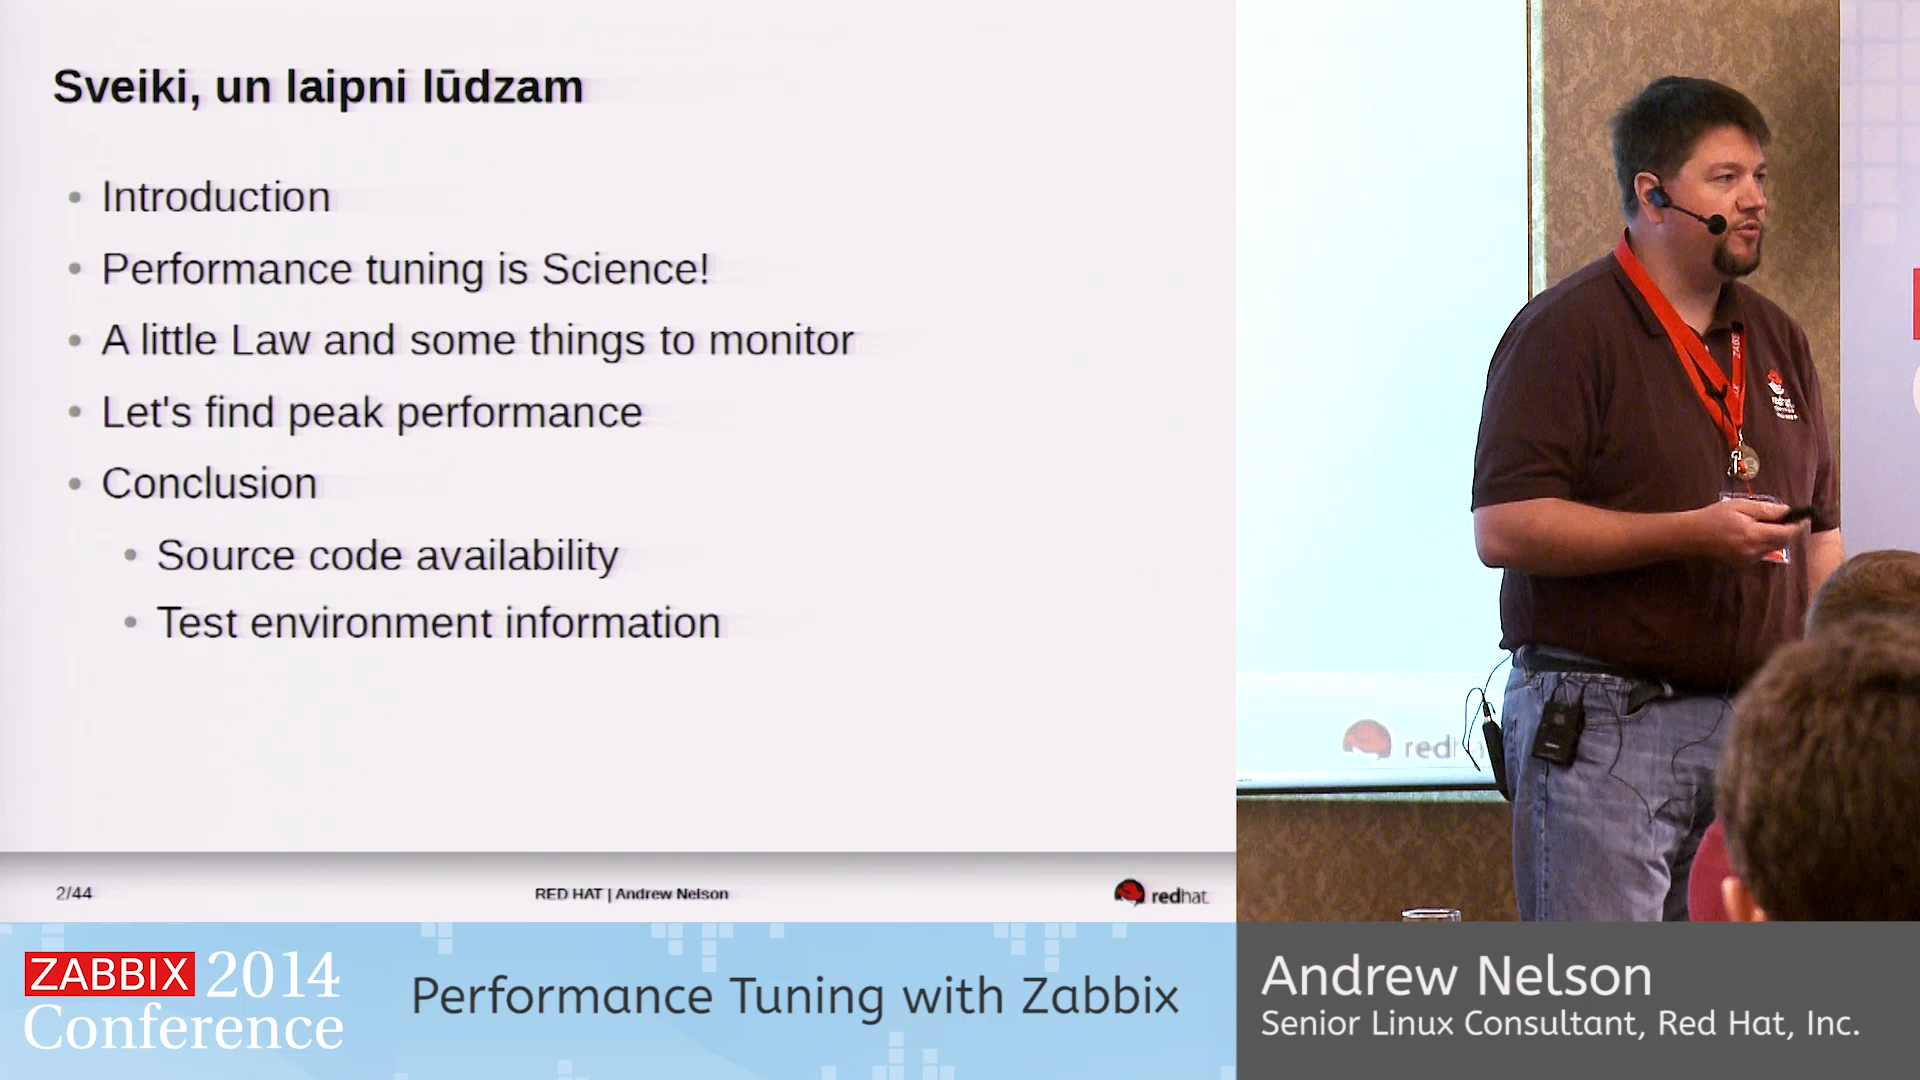 Sveiki, un laipni lūdzam
Introduction
Performance tuning is Science!
A little Law and some things to monitor
Let's find peak performance
Conclusion
Source code availability
Test environment information
2/44
RED HAT | Andrew Nelson
redhat
redha
ZABBIX 2014
Conference
Performance Tuning with Zabbix
Andrew Nelson
Senior Linux Consultant, Red Hat, Inc.